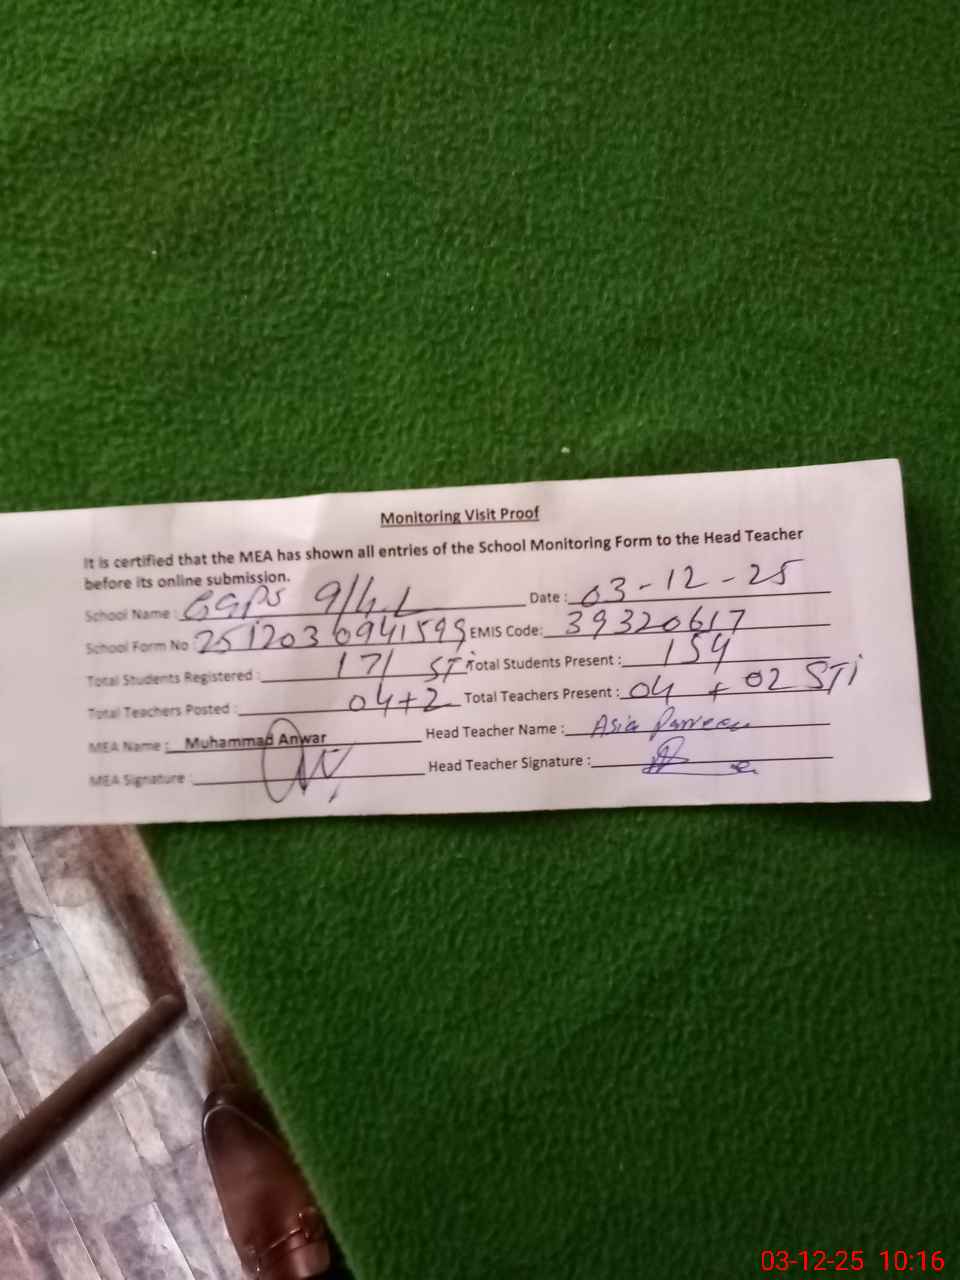 Monitoring Visit Proof
It is certified that the MEA has shown all entries of the School Monitoring Form to the Head Teacher
before its online submission.
School Name : GGPS 9/4.L Date : 03-12-25
School Form No 2512030941599 EMIS Code: 39320617
Total Students Registered : 171 Total Students Present : 154
Total Teachers Posted : 04+2 STi Total Teachers Present : 04 + 02 STi
MEA Name : Muhammad Anwar Head Teacher Name : Asia Parveen
MEA Signature : Head Teacher Signature :
03-12-25 10:16